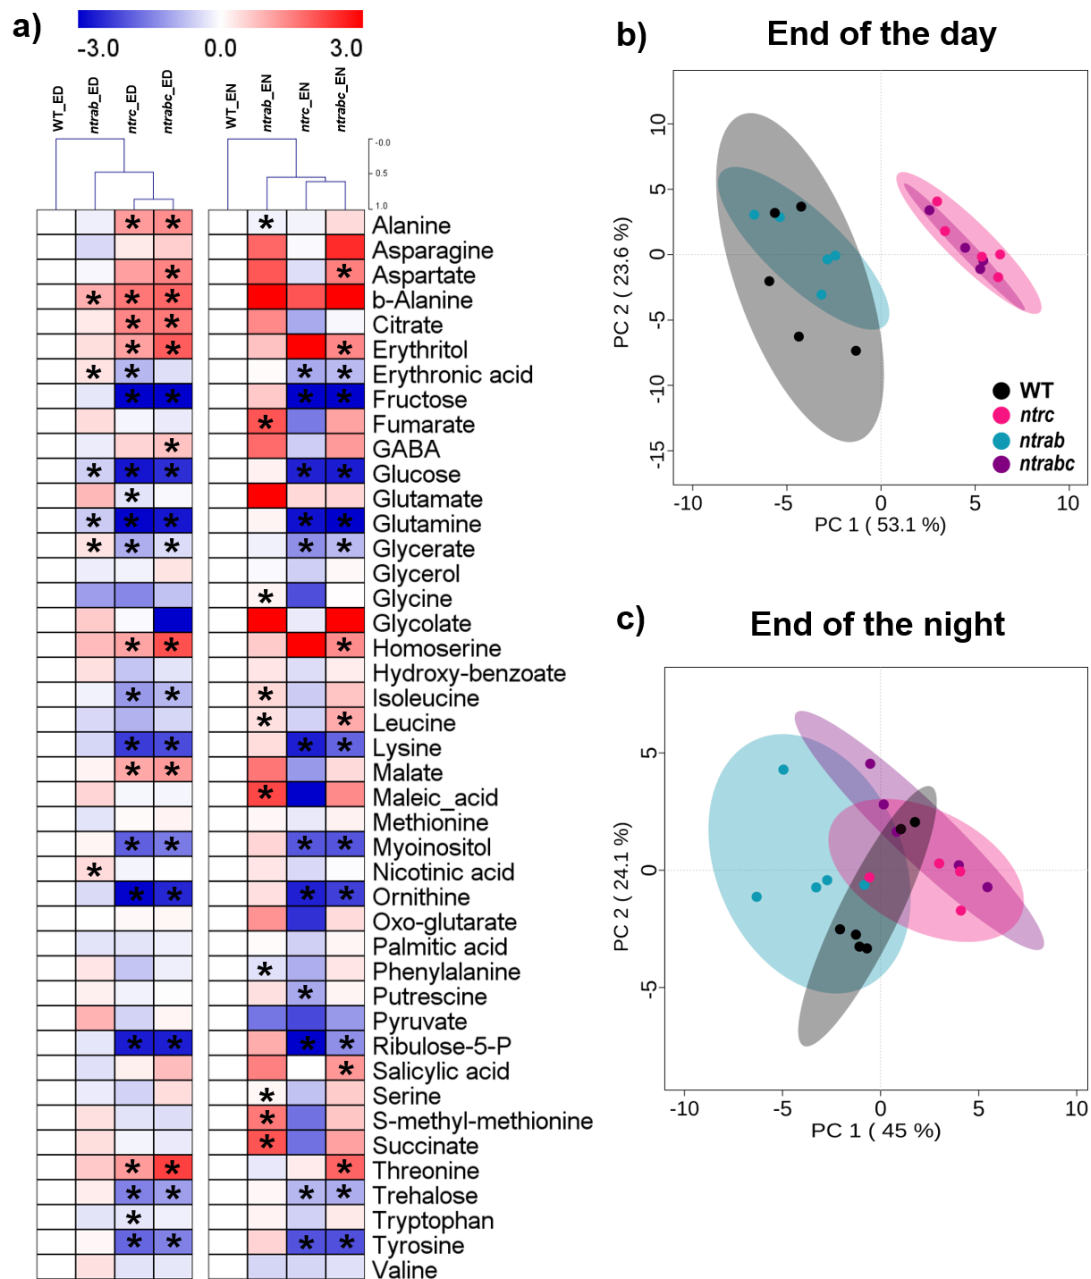 a)
-3.0 0.0 3.0
WT_ED
ntrab_ED
ntrc_ED
ntrabc_ED
WT_EN
ntrab_EN
ntrc_EN
ntrabc_EN
-0.0
0.5
1.0
* * * Alanine
Asparagine
* * Aspartate
* * * b-Alanine
* * Citrate
* * * Erythritol
* * * * Erythronic acid
* * * * Fructose
* Fumarate
* GABA
* * * * * Glucose
* Glutamate
* * * * * Glutamine
* * * * * Glycerate
Glycerol
* Glycine
Glycolate
* * * Homoserine
Hydroxy-benzoate
* * * Isoleucine
* * Leucine
* * * * Lysine
* * Malate
* Maleic_acid
Methionine
* * * * Myoinositol
* Nicotinic acid
* * * * Ornithine
Oxo-glutarate
Palmitic acid
* Phenylalanine
* Putrescine
Pyruvate
* * * * Ribulose-5-P
* Salicylic acid
* Serine
* S-methyl-methionine
* Succinate
* * * Threonine
* * * * Trehalose
* Tryptophan
* * * * Tyrosine
Valine
b) End of the day
PC 2 ( 23.6 %)
10
5
0
-5
-10
-15
WT
ntrc
ntrab
ntrabc
-10 -5 0 5 10
PC 1 ( 53.1 %)
c) End of the night
PC 2 ( 24.1 %)
5
0
-5
-10 -5 0 5 10
PC 1 ( 45 %)